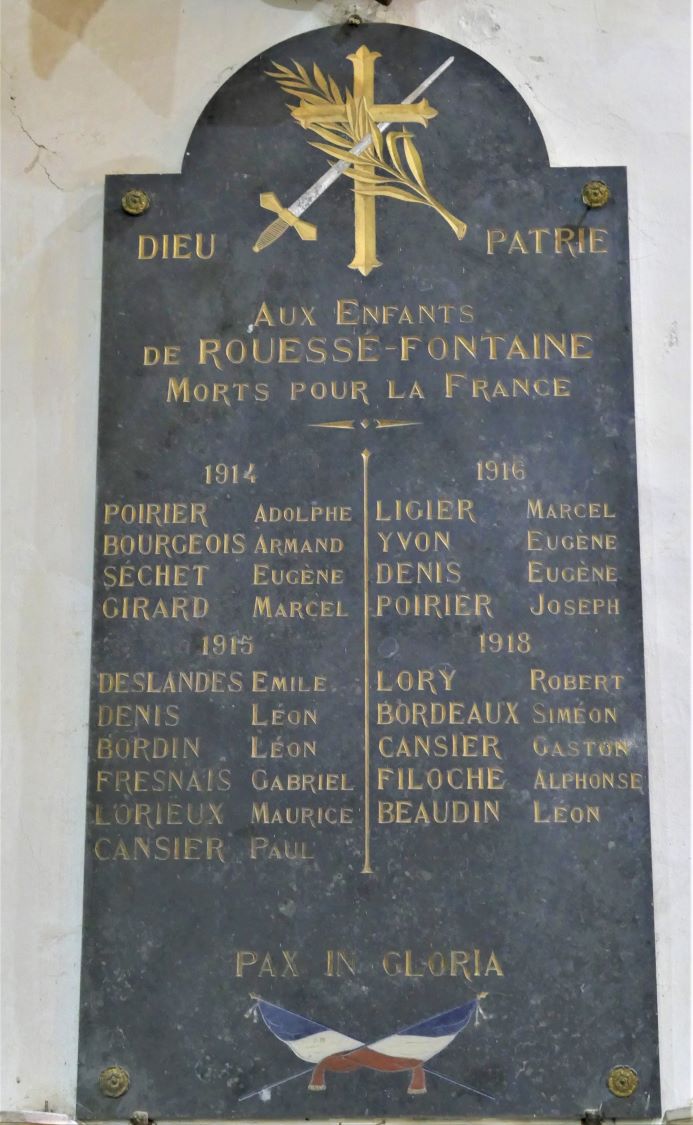 DIEU PATRIE
AUX ENFANTS
DE ROUESSE-FONTAINE
MORTS POUR LA FRANCE
1914
POIRIER ADOLPHE
BOURGEOIS ARMAND
SÉCHET EUGÈNE
GIRARD MARCEL
1915
DESLANDES EMILE
DENIS LÉON
BORDIN LÉON
FRESNAIS GABRIEL
LORIEUX MAURICE
CANSIER PAUL
1916
LIGIER MARCEL
YVON EUGÈNE
DENIS EUGÈNE
POIRIER JOSEPH
1918
LORY ROBERT
BORDEAUX SIMÉON
CANSIER GASTON
FILOCHE ALPHONSE
BEAUDIN LÉON
PAX IN GLORIA